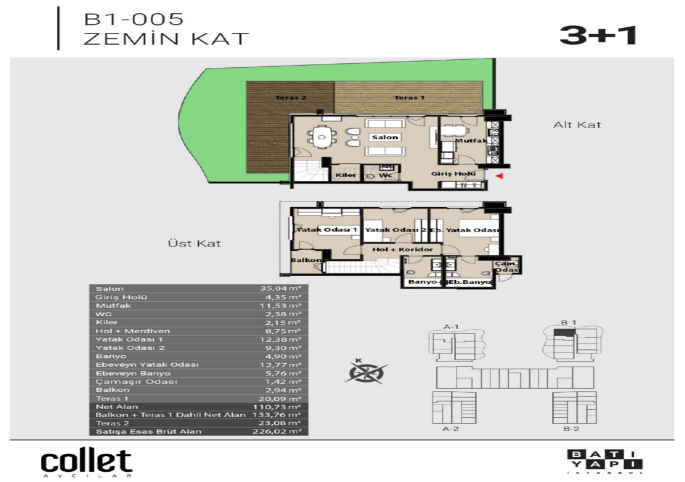 B1-005
ZEMİN KAT
3+1
Teras 2
Teras 1
Alt Kat
Salon
Mutfak
Kiler
Wc
Giriş Holü
Üst Kat
Yatak Odası 1
Yatak Odası 2
Eb. Yatak Odası
Hol + Koridor
Balkon
Çam. Odası
Banyo
Eb.Banyo
Salon 35,04 m²
Giriş Holü 4,35 m²
Mutfak 11,53 m²
WC 2,38 m²
Kiler 2,15 m²
Hol + Merdiven 8,75 m²
Yatak Odası 1 12,38 m²
Yatak Odası 2 9,30 m²
Banyo 4,90 m²
Ebeveyn Yatak Odası 12,77 m²
Ebeveyn Banyo 5,76 m²
Çamaşır Odası 1,42 m²
Balkon 2,94 m²
Teras 1 20,09 m²
Net Alan 110,73 m²
Balkon + Teras 1 Dahil Net Alan 133,76 m²
Teras 2 23,08 m²
Satışa Esas Brüt Alan 226,02 m²
K
A-1
B-1
A-2
B-2
collet
AVCILAR
BATI
YAPI
İSTANBUL